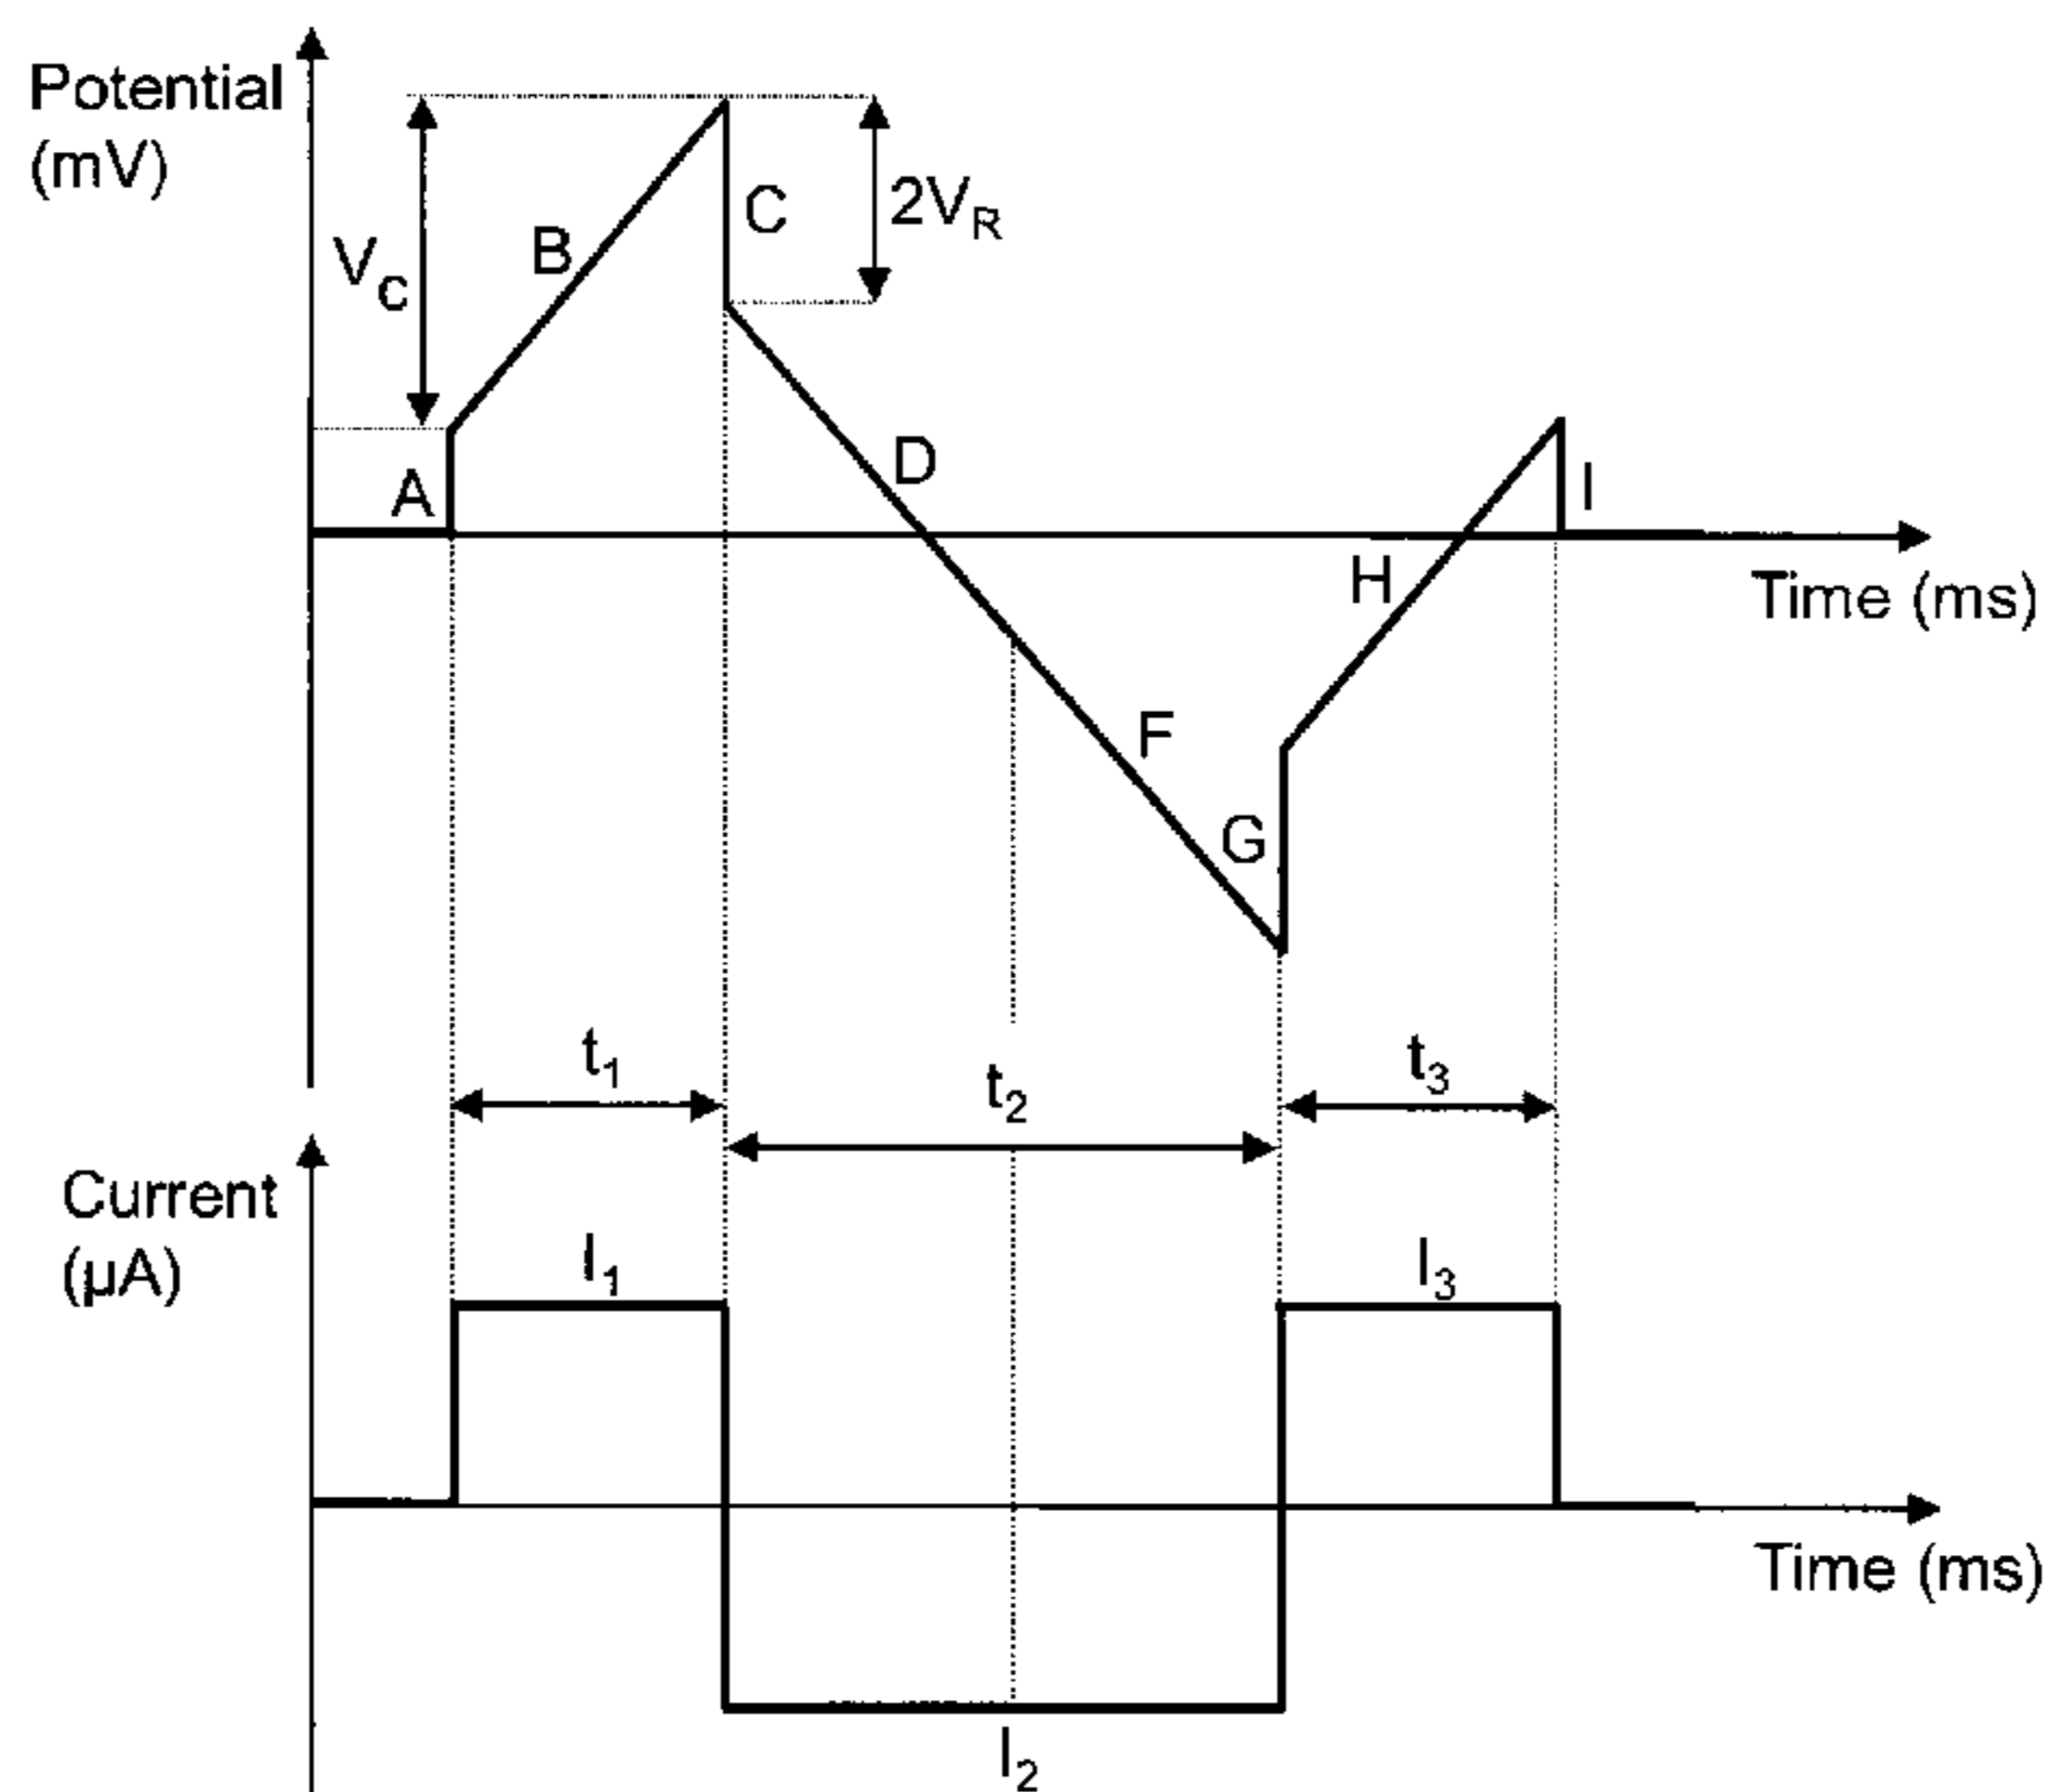 Potential
(mV)
V_C
A
B
C
2V_R
D
F
G
H
I
Time (ms)
t_1
t_2
t_3
Current
(µA)
I_1
I_3
I_2
Time (ms)